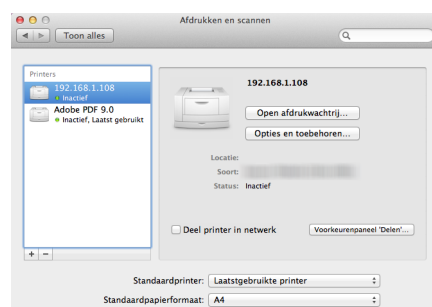 Afdrukken en scannen
Toon alles
Printers
192.168.1.108
Inactief
Adobe PDF 9.0
Inactief, Laatst gebruikt
192.168.1.108
Open afdrukwachtrij...
Opties en toebehoren...
Locatie:
Soort:
Status: Inactief
Deel printer in netwerk
Voorkeurenpaneel 'Delen'...
Standaardprinter: Laatstgebruikte printer
Standaardpapierformaat: A4